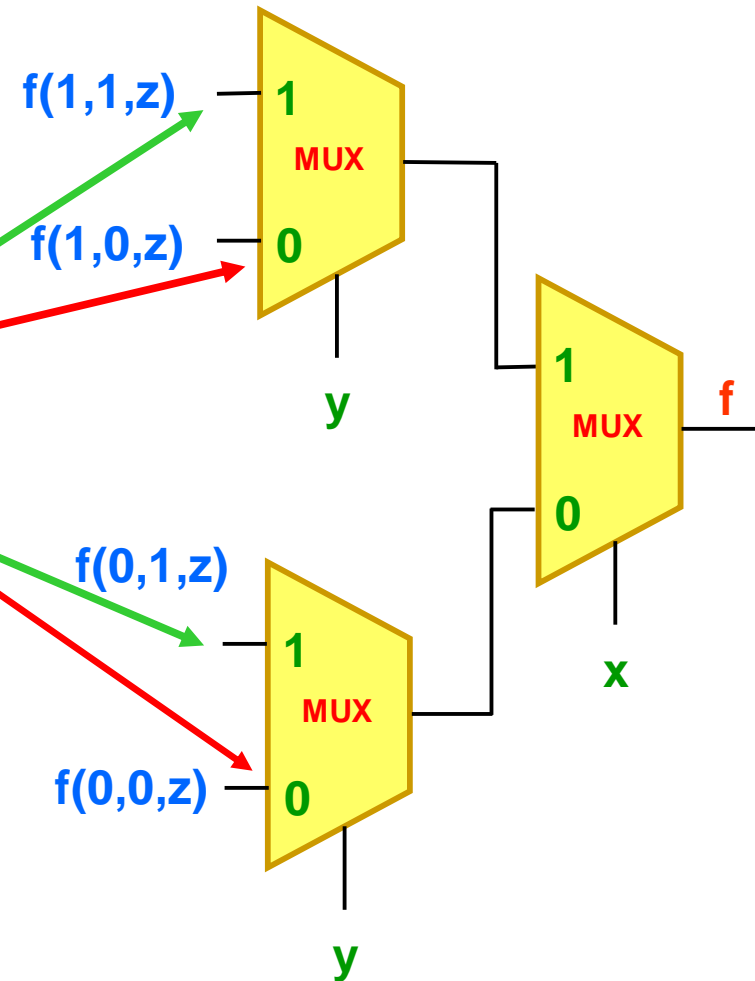 f(1,1,z)
1
MUX
f(1,0,z)
0
y
1
MUX
f
0
x
f(0,1,z)
1
MUX
f(0,0,z)
0
y